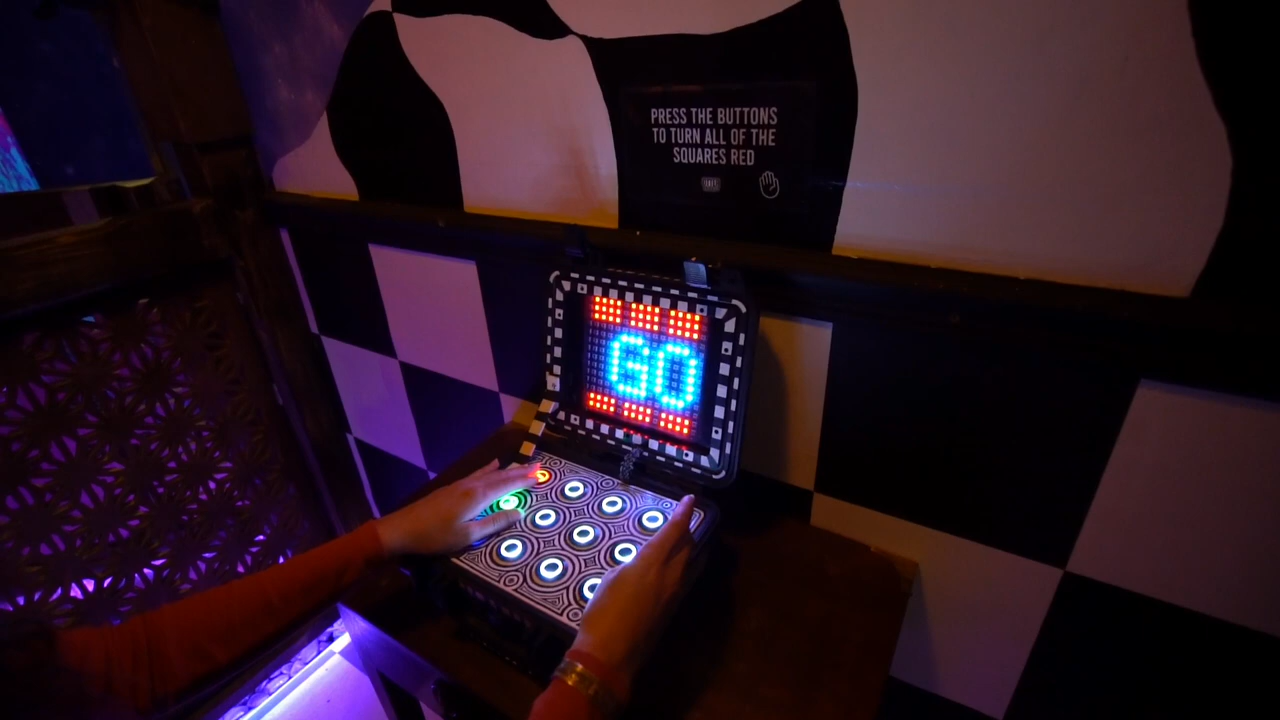 PRESS THE BUTTONS
TO TURN ALL OF THE
SQUARES RED
GO